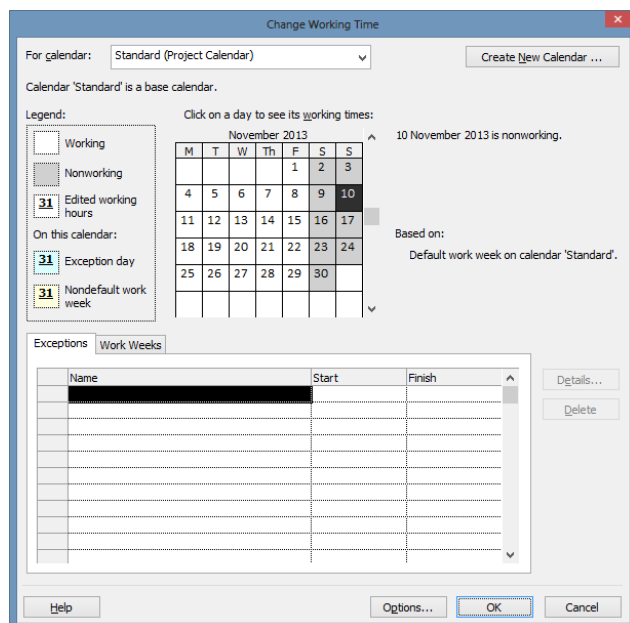 Change Working Time
For calendar: Standard (Project Calendar) Create New Calendar ...
Calendar 'Standard' is a base calendar.
Legend: Click on a day to see its working times:
Working
Nonworking
31 Edited working
hours
On this calendar:
31 Exception day
31 Nondefault work
week
November 2013
M T W Th F S S
1 2 3
4 5 6 7 8 9 10
11 12 13 14 15 16 17
18 19 20 21 22 23 24
25 26 27 28 29 30
10 November 2013 is nonworking.
Based on:
Default work week on calendar 'Standard'.
Exceptions Work Weeks
Name Start Finish
Details...
Delete
Help Options... OK Cancel